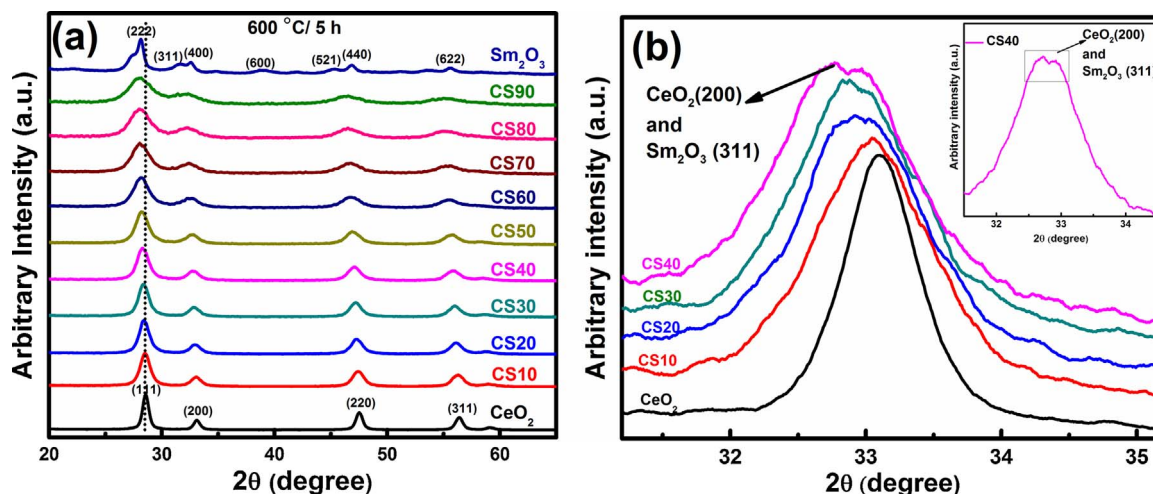 (a)
600 °C/ 5 h
(222)
(311)
(400)
(600)
(521)
(440)
(622)
Sm₂O₃
CS90
CS80
CS70
CS60
CS50
CS40
CS30
CS20
CS10
(111)
(200)
(220)
(311)
CeO₂
20
30
40
50
60
2θ (degree)
Arbitrary Intensity (a.u.)
(b)
CeO₂(200)
and
Sm₂O₃ (311)
CS40
CS30
CS20
CS10
CeO₂
32
33
34
35
2θ (degree)
Arbitrary intensity (a.u.)
CS40
CeO₂(200)
and
Sm₂O₃ (311)
32
33
34
2θ (degree)
Arbitrary intensity (a.u.)